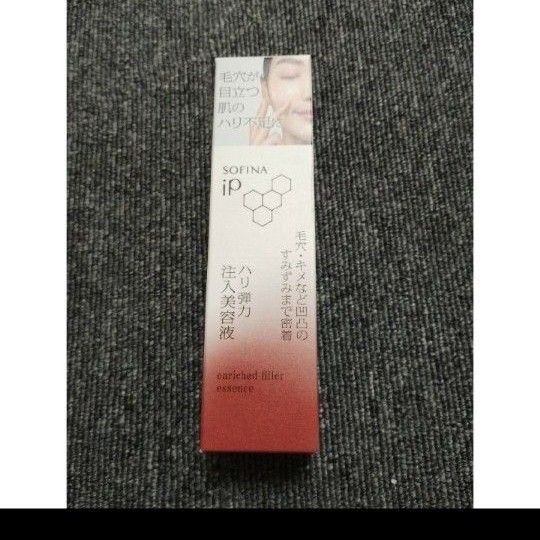 毛穴が
目立つ
肌の
ハリ不足に
SOFINA
iP
毛穴・キメなど凹凸の
すみずみまで密着
ハリ弾力
注入美容液
enriched-filler
essence